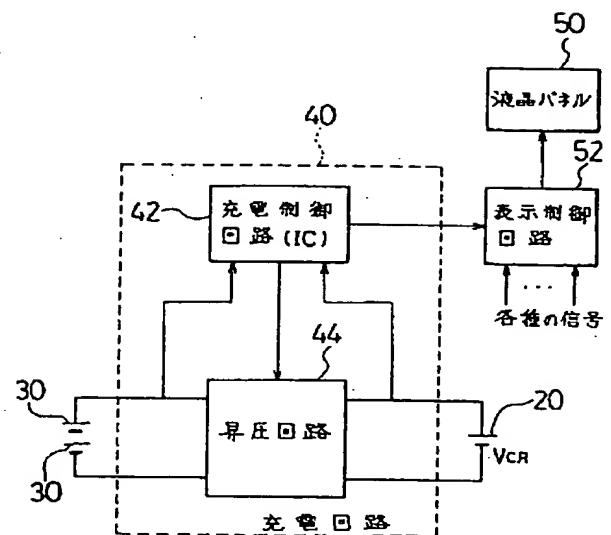 50
液晶パネル
40
52
42
充電制御
回路(IC)
表示制御
回路
...
各種の信号
44
30
昇圧回路
20
30
VCR
充電回路